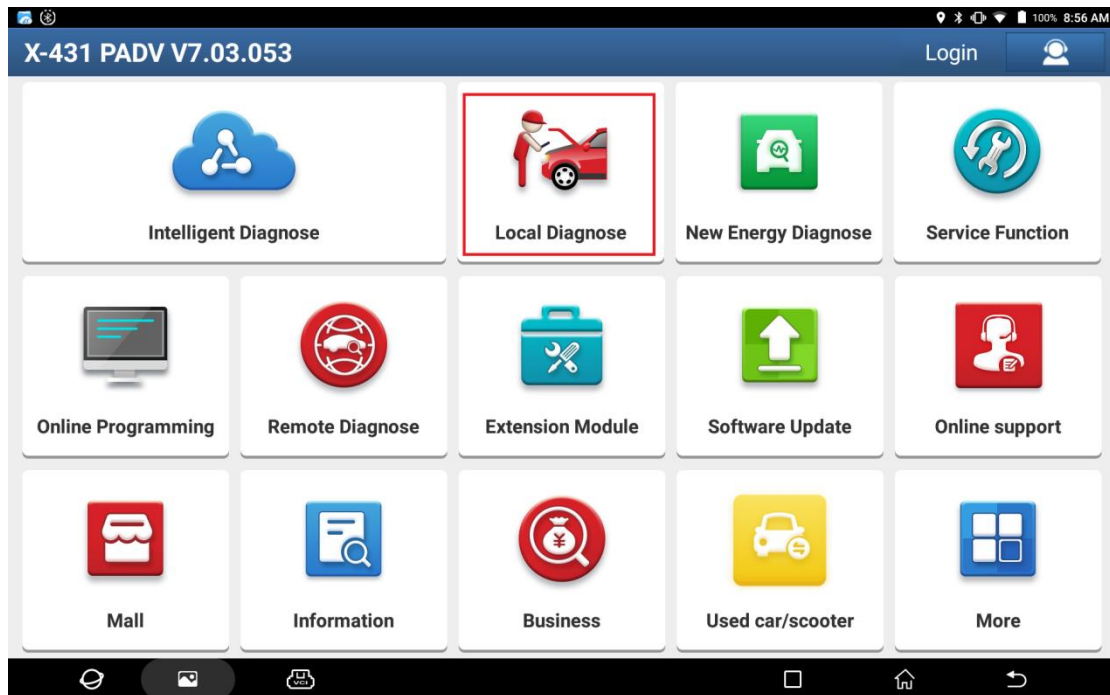 100% 8:56 AM
X-431 PADV V7.03.053 Login
Intelligent Diagnose Local Diagnose New Energy Diagnose Service Function
Online Programming Remote Diagnose Extension Module Software Update Online support
¥
Mall Information Business Used car/scooter More
VCI